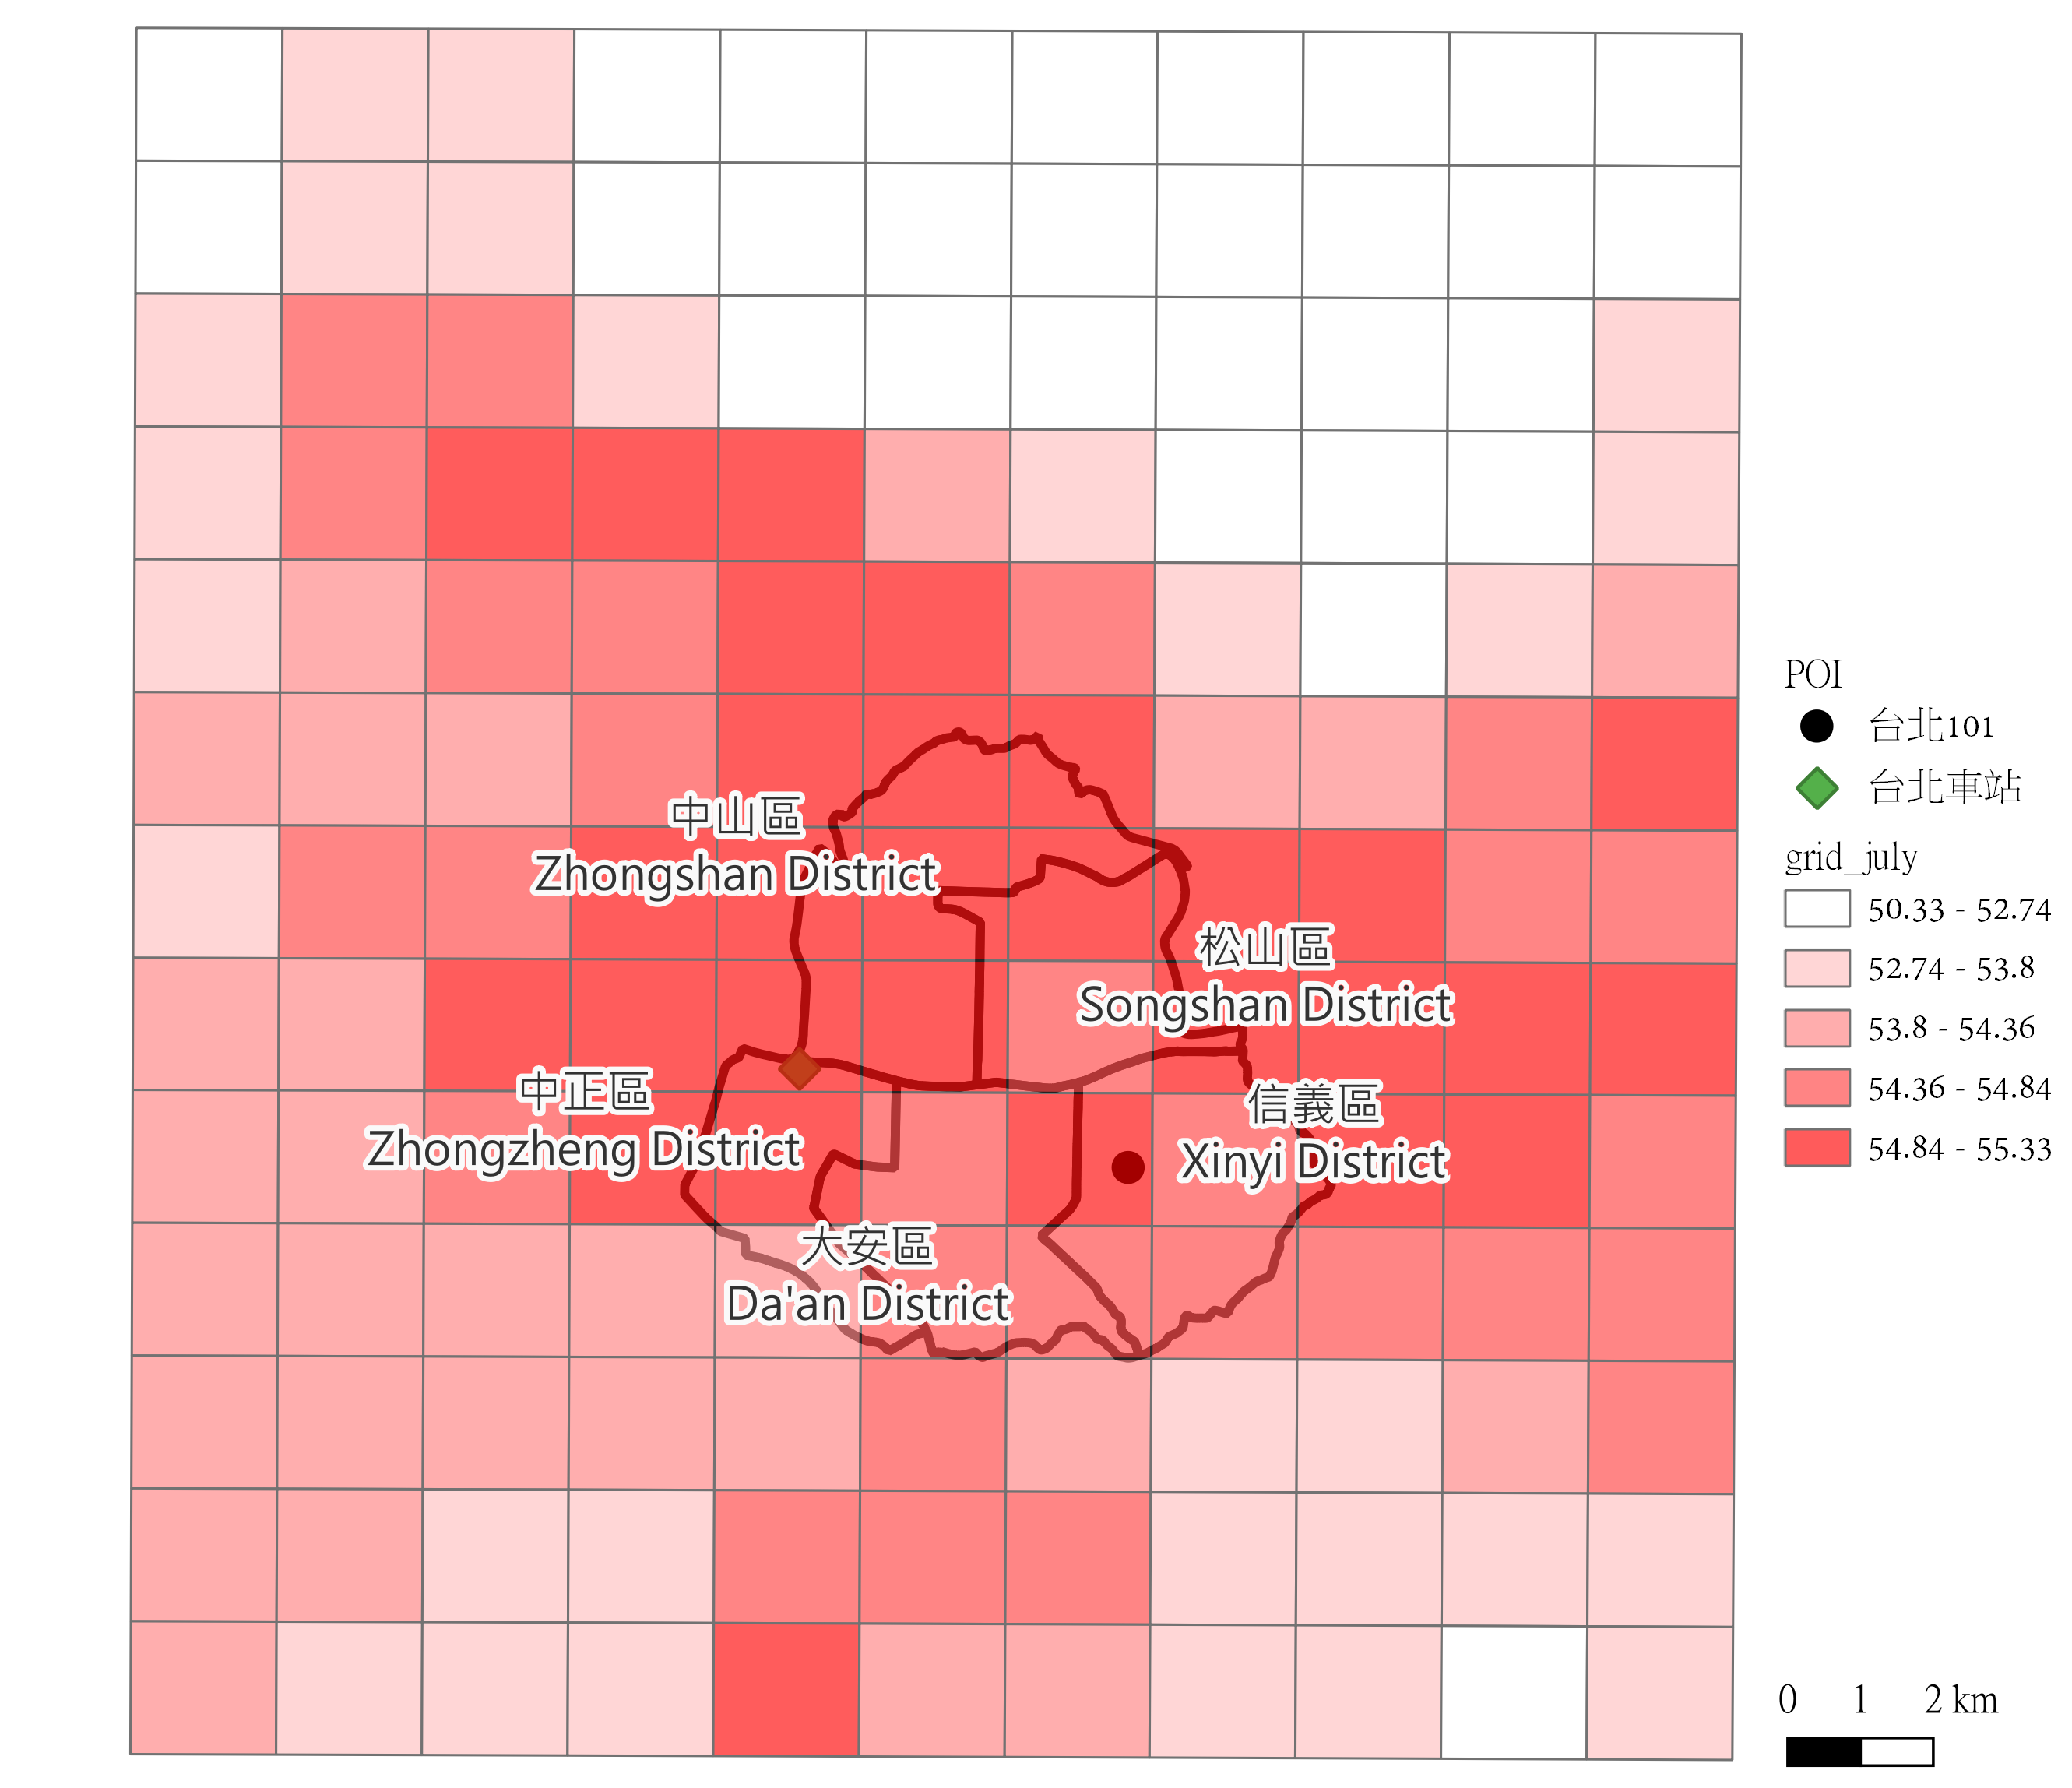 中山區
Zhongshan District
松山區
Songshan District
中正區
Zhongzheng District
信義區
Xinyi District
大安區
Da'an District
POI
台北101
台北車站
grid_july
50.33 - 52.74
52.74 - 53.8
53.8 - 54.36
54.36 - 54.84
54.84 - 55.33
0 1 2 km